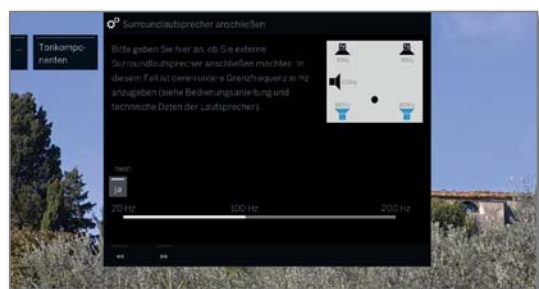 Surroundlautsprecher anschließen
Tonkompo-
nenten
Bitte geben Sie hier an, ob Sie externe
Surroundlautsprecher anschließen möchten. In
diesem Fall ist deren untere Grenzfrequenz in Hz
anzugeben (siehe Bedienungsanleitung und
technische Daten der Lautsprecher).
nein
ja
20 Hz 100 Hz 200 Hz